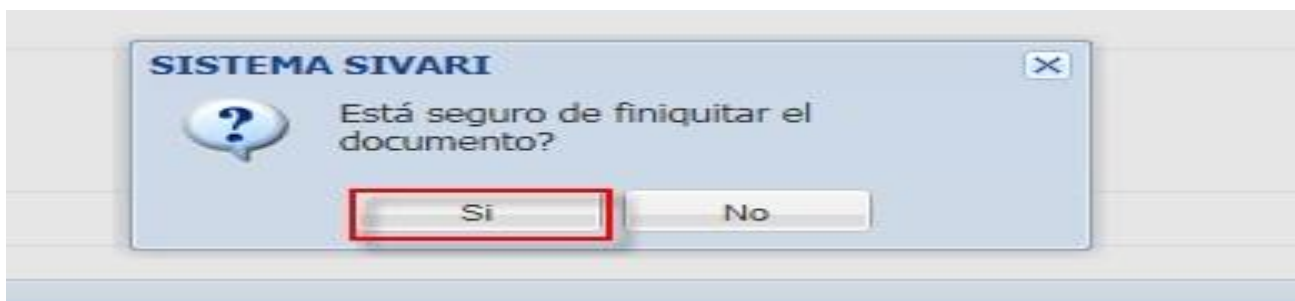 SISTEMA SIVARI
Está seguro de finiquitar el
documento?
Si No